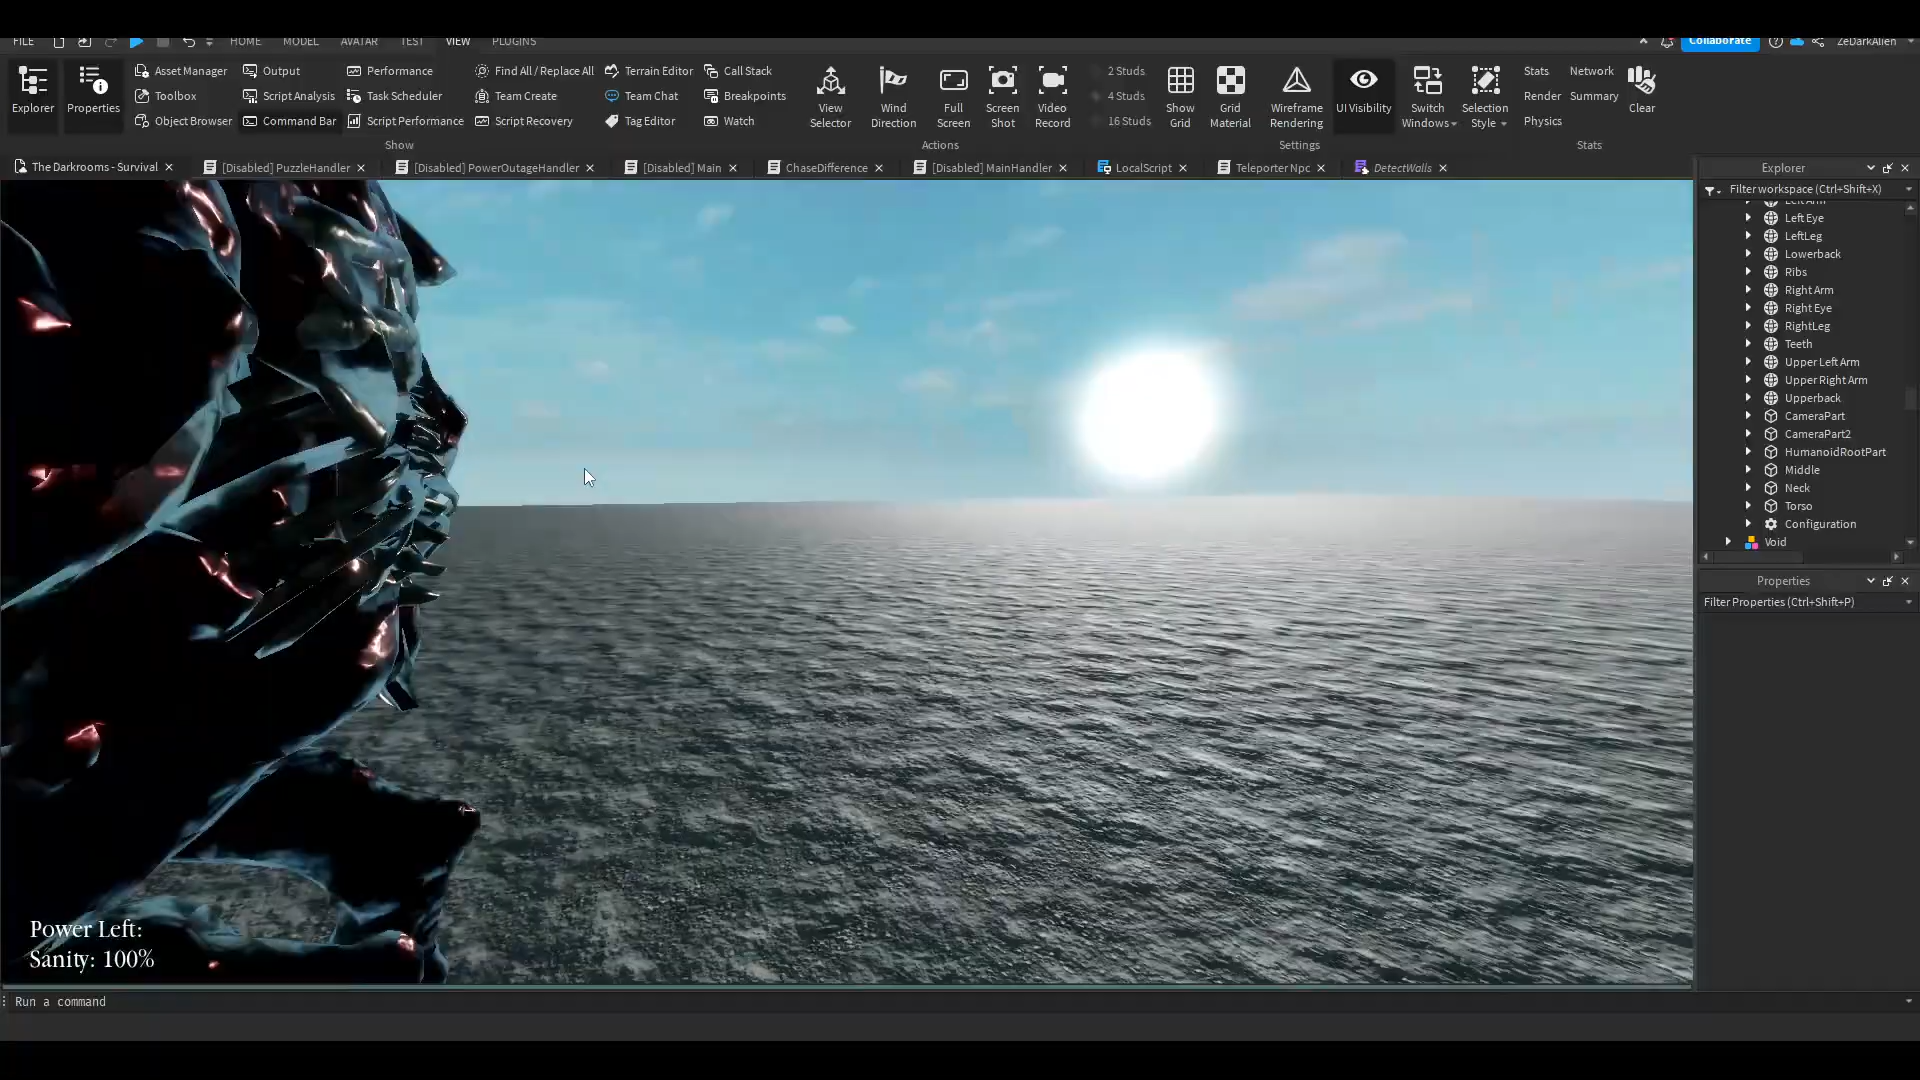 FILE HOME MODEL AVATAR TEST VIEW PLUGINS Collaborate ZeDarkAlien
Explorer
Properties
Asset Manager
Toolbox
Object Browser
Output
Script Analysis
Command Bar
Performance
Task Scheduler
Script Performance
Find All / Replace All
Team Create
Script Recovery
Terrain Editor
Team Chat
Tag Editor
Call Stack
Breakpoints
Watch
Show
View
Selector
Wind
Direction
Full
Screen
Screen
Shot
Video
Record
Actions
2 Studs
4 Studs
16 Studs
Show
Grid
Grid
Material
Wireframe
Rendering
UI Visibility
Switch
Windows
Selection
Style
Settings
Stats
Render
Physics
Network
Summary
Clear
Stats
The Darkrooms - Survival
[Disabled] PuzzleHandler
[Disabled] PowerOutageHandler
[Disabled] Main
ChaseDifference
[Disabled] MainHandler
LocalScript
Teleporter Npc
DetectWalls
Explorer
Filter workspace (Ctrl+Shift+X)
Left Arm
Left Eye
LeftLeg
Lowerback
Ribs
Right Arm
Right Eye
RightLeg
Teeth
Upper Left Arm
Upper Right Arm
Upperback
CameraPart
CameraPart2
HumanoidRootPart
Middle
Neck
Torso
Configuration
Void
Properties
Filter Properties (Ctrl+Shift+P)
Power Left:
Sanity: 100%
Run a command